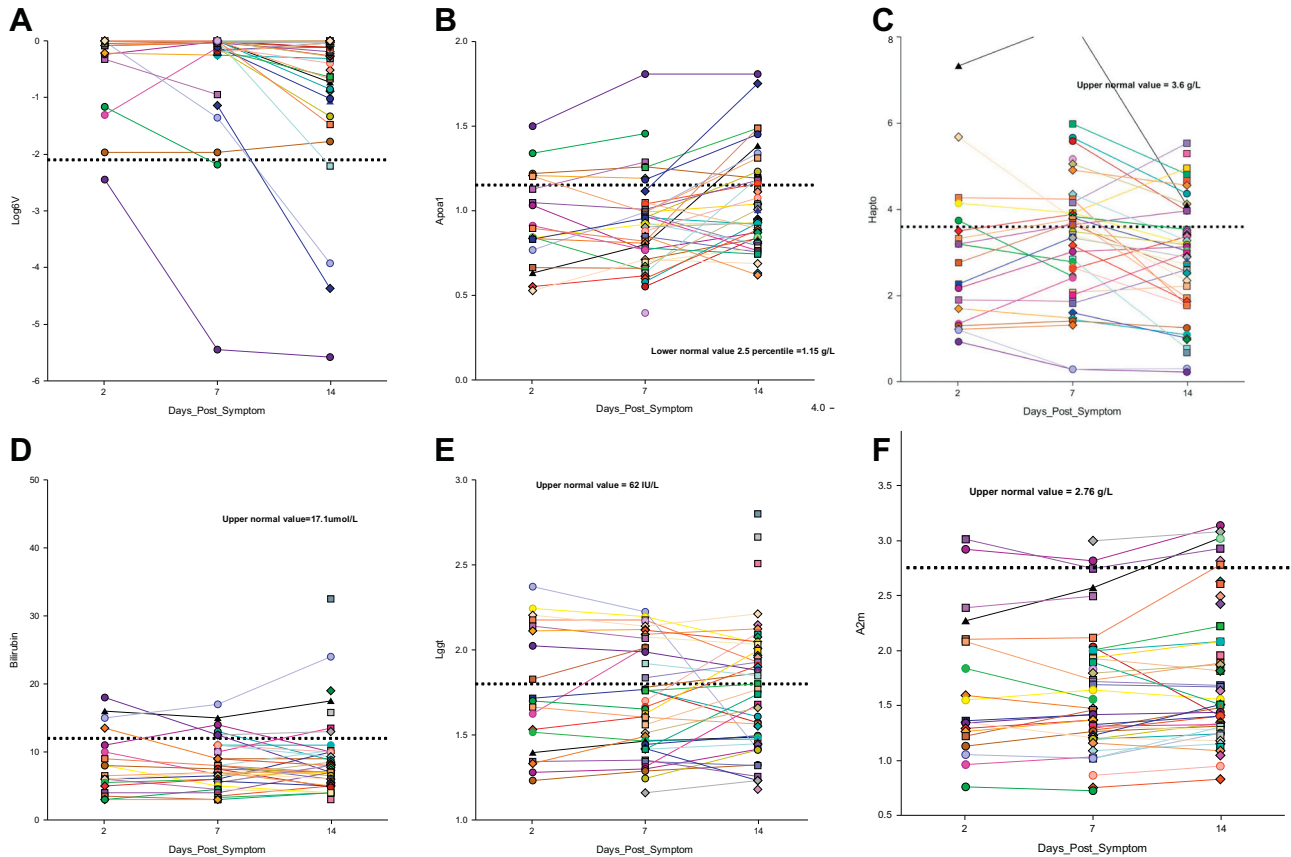 A
0
-1
-2
-3
-4
-5
-6
Log6V
2
7
14
Days_Post_Symptom
B
2.0
1.5
1.0
0.5
0.0
Apoa1
Lower normal value 2.5 percentile =1.15 g/L
2
7
14
Days_Post_Symptom
4.0 –
C
8
6
4
2
0
Hapto
Upper normal value = 3.6 g/L
2
7
14
Days_Post_Symptom
D
50
40
30
20
10
0
Bilirubin
Upper normal value=17.1umol/L
2
7
14
Days_Post_Symptom
E
3.0
2.5
2.0
1.5
1.0
Lggt
Upper normal value = 62 IU/L
2
7
14
Days_Post_Symptom
F
3.5
3.0
2.5
2.0
1.5
1.0
0.5
A2m
Upper normal value = 2.76 g/L
2
7
14
Days_Post_Symptom